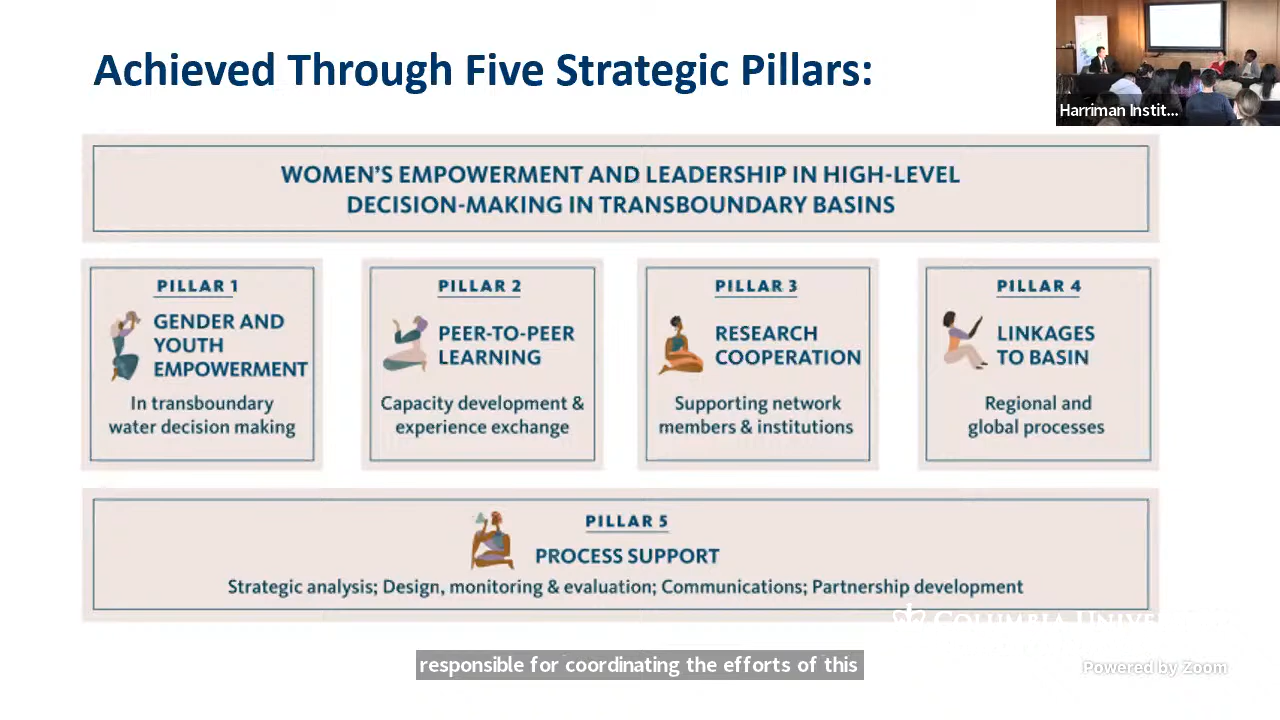 Achieved Through Five Strategic Pillars:
Harriman Instit...
WOMEN'S EMPOWERMENT AND LEADERSHIP IN HIGH-LEVEL
DECISION-MAKING IN TRANSBOUNDARY BASINS
PILLAR 1
GENDER AND
YOUTH
EMPOWERMENT
In transboundary
water decision making
PILLAR 2
PEER-TO-PEER
LEARNING
Capacity development &
experience exchange
PILLAR 3
RESEARCH
COOPERATION
Supporting network
members & institutions
PILLAR 4
LINKAGES
TO BASIN
Regional and
global processes
PILLAR 5
PROCESS SUPPORT
Strategic analysis; Design, monitoring & evaluation; Communications; Partnership development
COLUMBIA
responsible for coordinating the efforts of this
Powered by Zoom